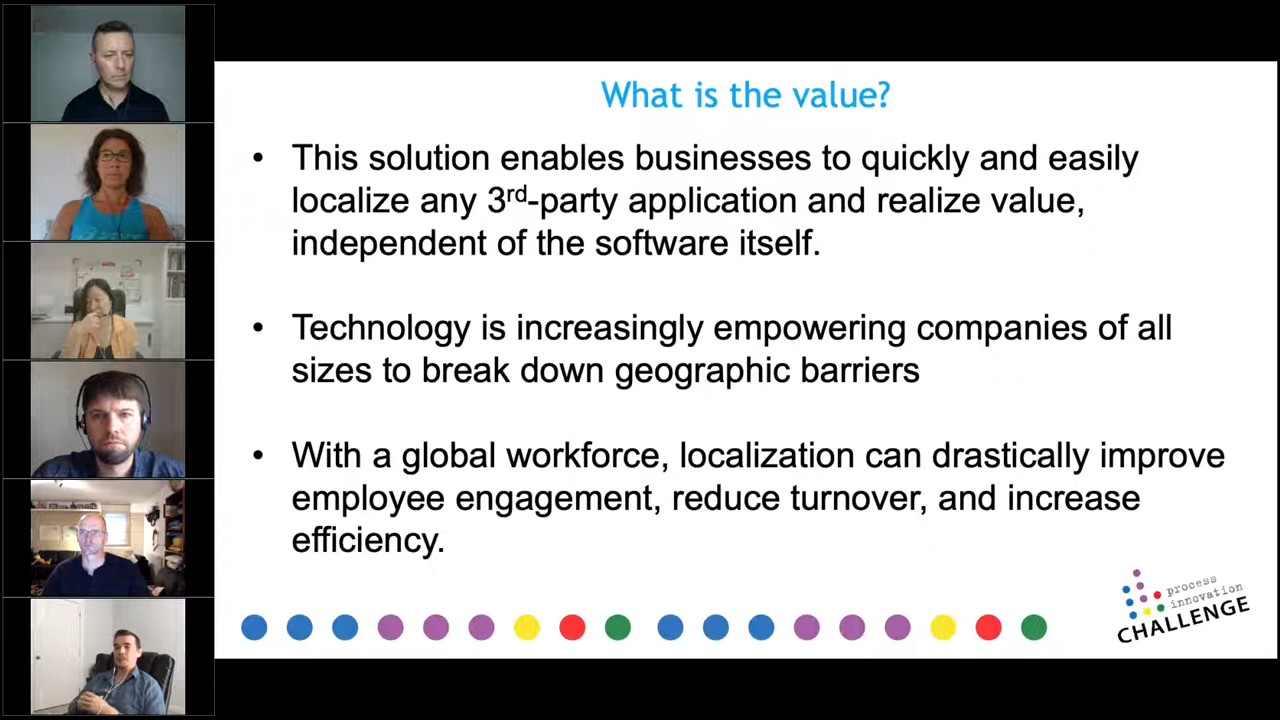 What is the value?
• This solution enables businesses to quickly and easily
localize any 3rd-party application and realize value,
independent of the software itself.
• Technology is increasingly empowering companies of all
sizes to break down geographic barriers
• With a global workforce, localization can drastically improve
employee engagement, reduce turnover, and increase
efficiency.
process
innovation
CHALLENGE